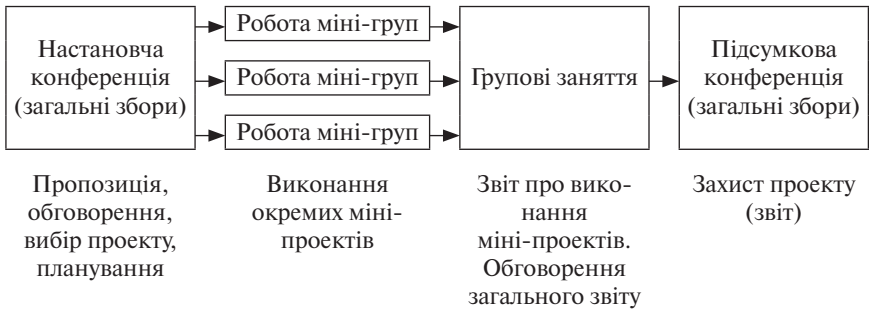 Настановча
конференція
(загальні збори)
Робота міні-груп
Робота міні-груп
Робота міні-груп
Групові заняття
Підсумкова
конференція
(загальні збори)
Пропозиція,
обговорення,
вибір проекту,
планування
Виконання
окремих міні-
проектів
Звіт про вико-
нання
міні-проектів.
Обговорення
загального звіту
Захист проекту
(звіт)